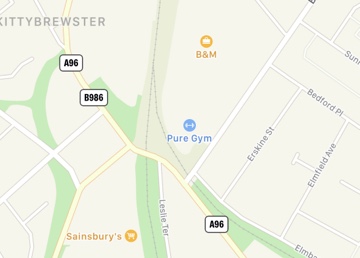 KITTYBREWSTER
A96
B&M
B986
Bedford Pl
Pure Gym
Erskine St
Elmfield Ave
Leslie Ter
A96
Sainsbury's